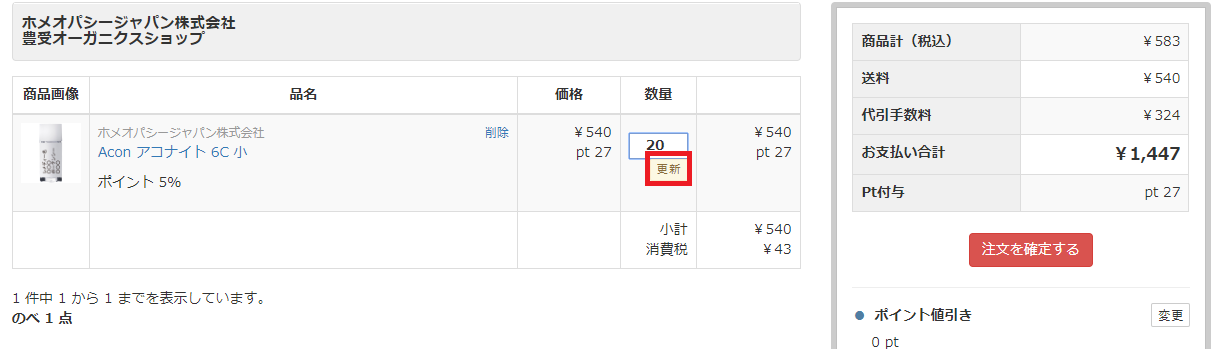 ホメオパシージャパン株式会社
豊受オーガニクスショップ
商品画像 品名 価格 数量
ホメオパシージャパン株式会社 削除 ¥540 20 ¥540
Acon アコナイト 6C 小 pt 27 pt 27
更新
ポイント 5%
小計 ¥540
消費税 ¥43
1 件中 1 から 1 までを表示しています。
のべ 1 点
商品計（税込） ¥583
送料 ¥540
代引手数料 ¥324
お支払い合計 ¥1,447
Pt付与 pt 27
注文を確定する
ポイント値引き 変更
0 pt